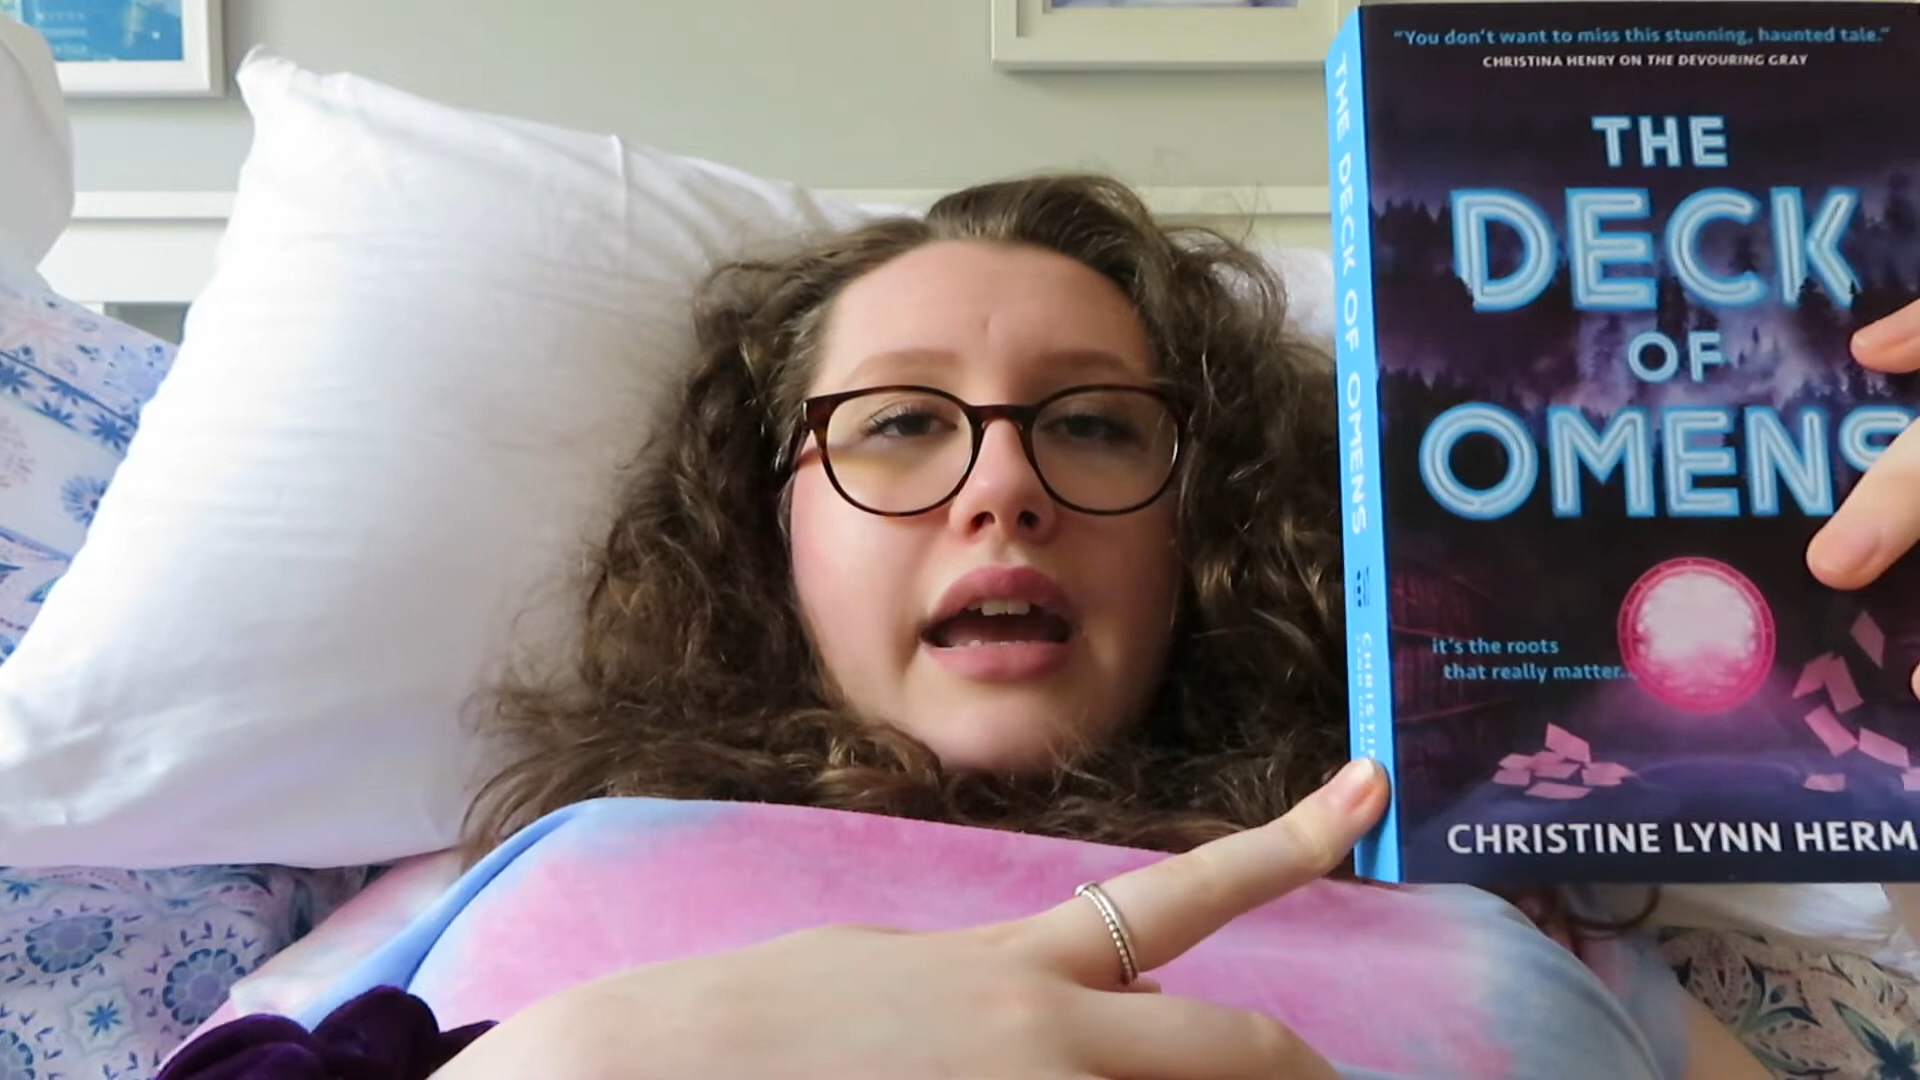 "You don't want to miss this stunning, haunted tale."
CHRISTINA HENRY ON THE DEVOURING GRAY
THE
DECK
OF
OMENS
it's the roots
that really matter...
CHRISTINE LYNN HERM
THE DECK OF OMENS